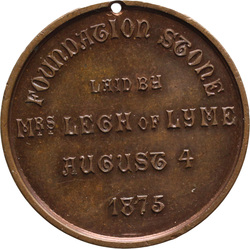 FOUNDATION STONE
LAID BY
MRS LEGH OF LYME
AUGUST 4
1875